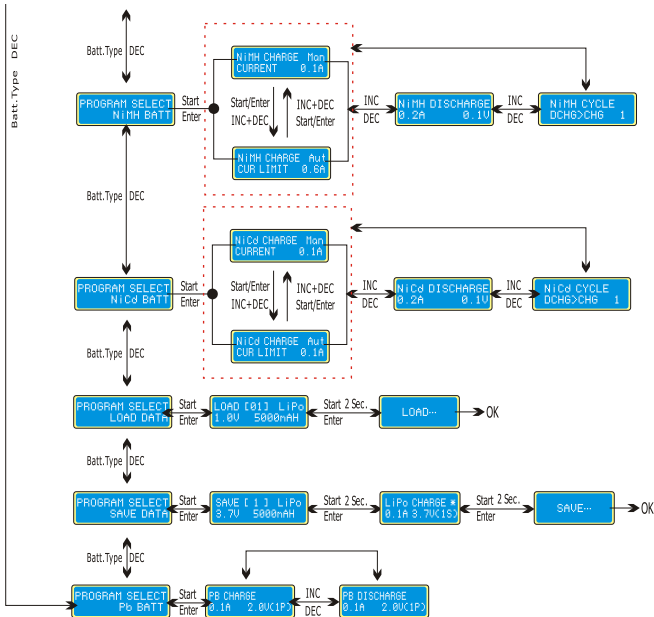 Batt.Type DEC
Batt.Type DEC
NiMH CHARGE Man
CURRENT 0.1A
PROGRAM SELECT
NiMH BATT
Start
Enter
Start/Enter
INC+DEC
INC+DEC
Start/Enter
INC
DEC
NiMH DISCHARGE
0.2A 0.1V
INC
DEC
NiMH CYCLE
DCHG>CHG 1
NiMH CHARGE Aut
CUR LIMIT 0.6A
Batt.Type DEC
NiCd CHARGE Man
CURRENT 0.1A
PROGRAM SELECT
NiCd BATT
Start
Enter
Start/Enter
INC+DEC
INC+DEC
Start/Enter
INC
DEC
NiCd DISCHARGE
0.2A 0.1V
INC
DEC
NiCd CYCLE
DCHG>CHG 1
NiCd CHARGE Aut
CUR LIMIT 0.1A
Batt.Type DEC
PROGRAM SELECT
LOAD DATA
Start
Enter
LOAD [01] LiPo
1.0V 5000mAH
Start 2 Sec.
Enter
LOAD…
OK
Batt.Type DEC
PROGRAM SELECT
SAVE DATA
Start
Enter
SAVE [ 1 ] LiPo
3.7V 5000mAH
Start 2 Sec.
Enter
LiPo CHARGE *
0.1A 3.7V(1S)
Start 2 Sec.
Enter
SAVE…
OK
Batt.Type DEC
PROGRAM SELECT
Pb BATT
Start
Enter
PB CHARGE
0.1A 2.0V(1P)
INC
DEC
PB DISCHARGE
0.1A 2.0V(1P)